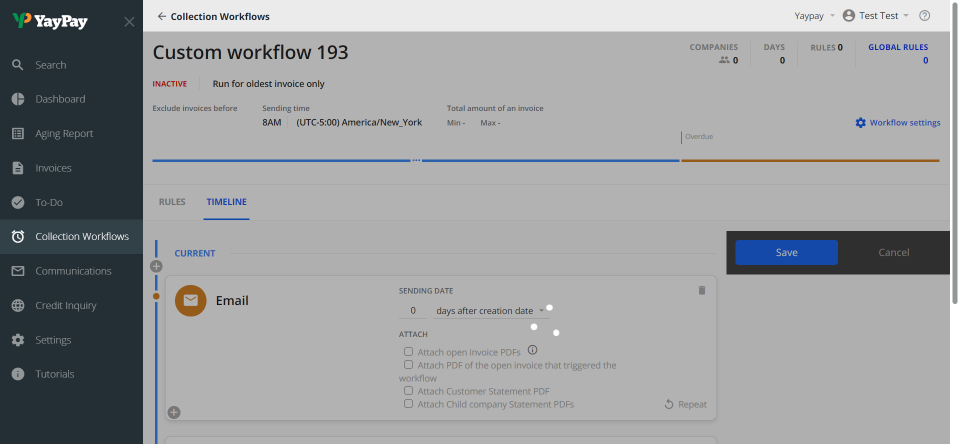 YayPay
Search
Dashboard
Aging Report
Invoices
To-Do
Collection Workflows
Communications
Credit Inquiry
Settings
Tutorials
Collection Workflows
Yaypay
Test Test
Custom workflow 193
COMPANIES
0
DAYS
0
RULES 0
GLOBAL RULES
0
INACTIVE
Run for oldest invoice only
Exclude invoices before
Sending time
8AM
(UTC-5:00) America/New_York
Total amount of an invoice
Min -
Max -
Workflow settings
Overdue
RULES
TIMELINE
CURRENT
Save
Cancel
Email
SENDING DATE
0
days after creation date
ATTACH
Attach open invoice PDFs
Attach PDF of the open invoice that triggered the
workflow
Attach Customer Statement PDF
Attach Child company Statement PDFs
Repeat